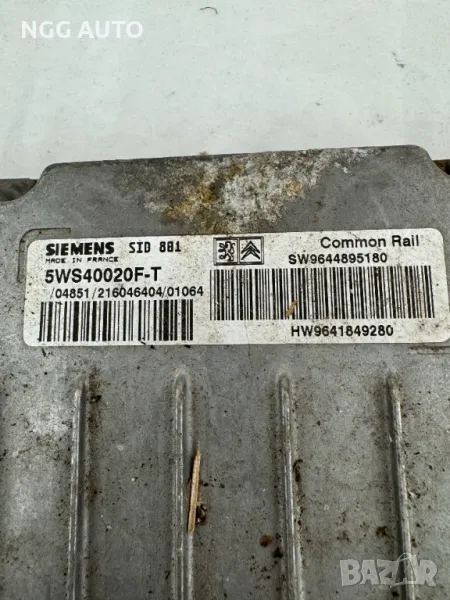 NGG AUTO
SIEMENS SID 801
MADE IN FRANCE
5WS40020F-T
/04851/216046404/01064
Common Rail
SW9644895180
HW9641849280
BAZAR